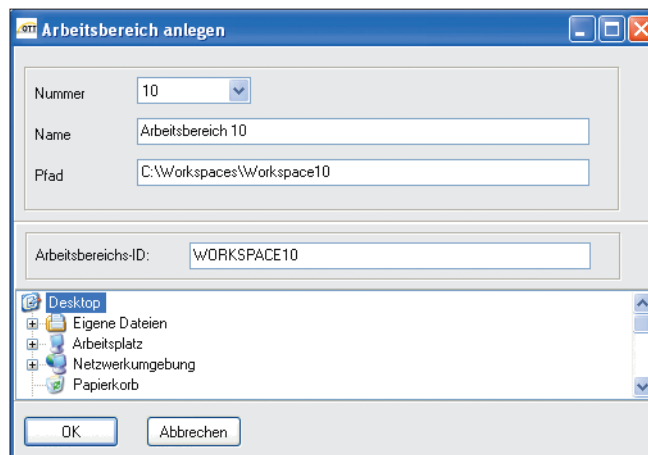 OTT Arbeitsbereich anlegen
Nummer 10
Name Arbeitsbereich 10
Pfad C:\Workspaces\Workspace10
Arbeitsbereichs-ID: WORKSPACE10
Desktop
Eigene Dateien
Arbeitsplatz
Netzwerkumgebung
Papierkorb
OK Abbrechen